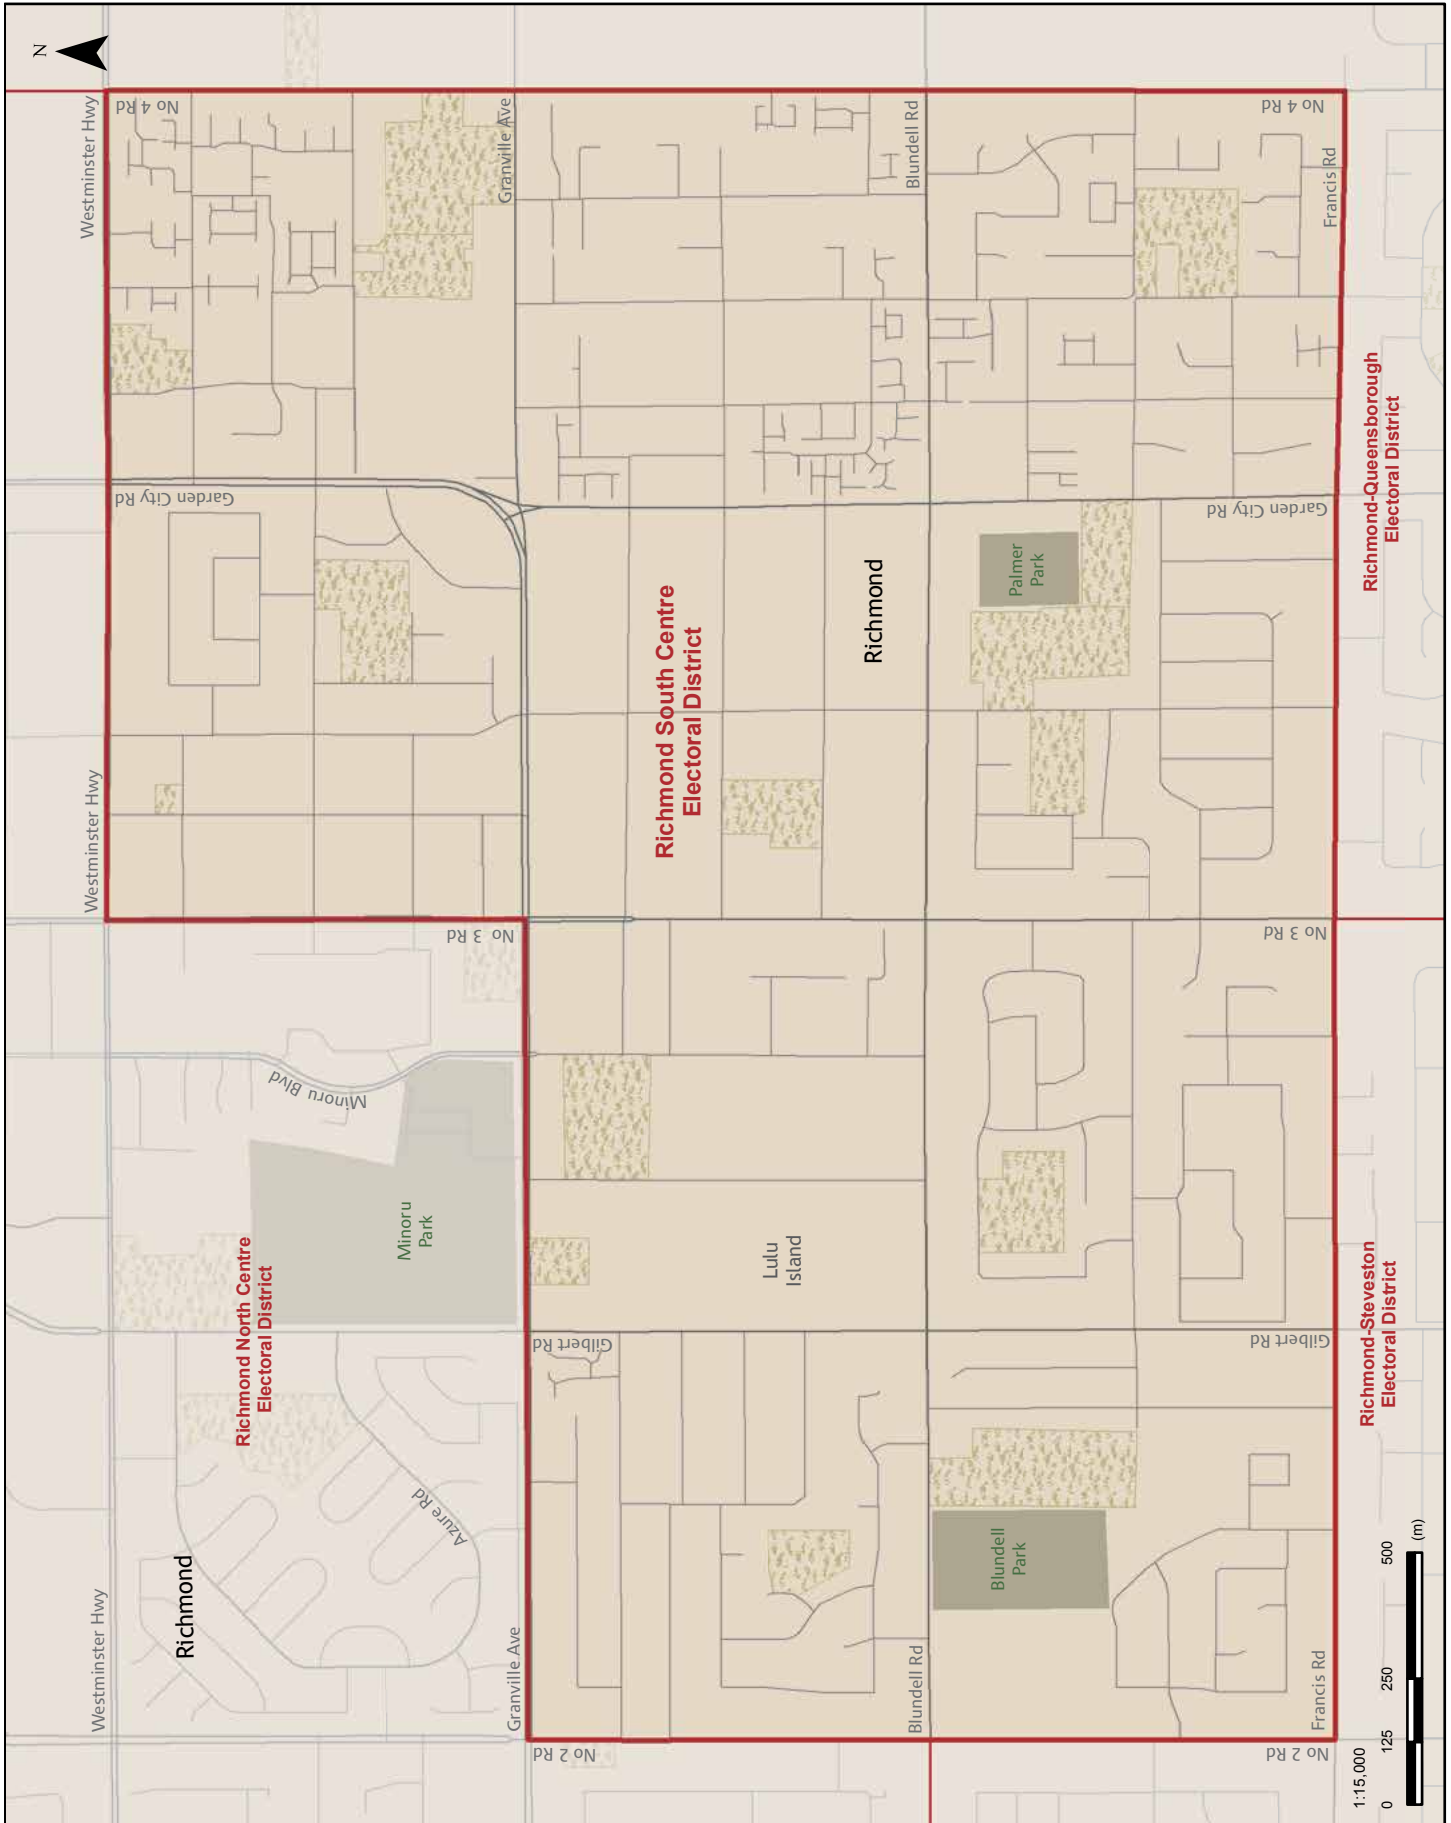 N
Westminster Hwy
Westminster Hwy
Westminster Hwy
No 4 Rd
Garden City Rd
Richmond
Richmond North Centre
Electoral District
Minoru Blvd
Minoru
Park
Azure Rd
No 3 Rd
Granville Ave
Granville Ave
No 2 Rd
Gilbert Rd
Richmond South Centre
Electoral District
Lulu
Island
Richmond
Blundell Rd
Blundell Rd
Blundell
Park
Palmer
Park
No 2 Rd
Gilbert Rd
No 3 Rd
Garden City Rd
No 4 Rd
Francis Rd
Francis Rd
Richmond-Steveston
Electoral District
Richmond-Queensborough
Electoral District
1:15,000
0 125 250 500
(m)